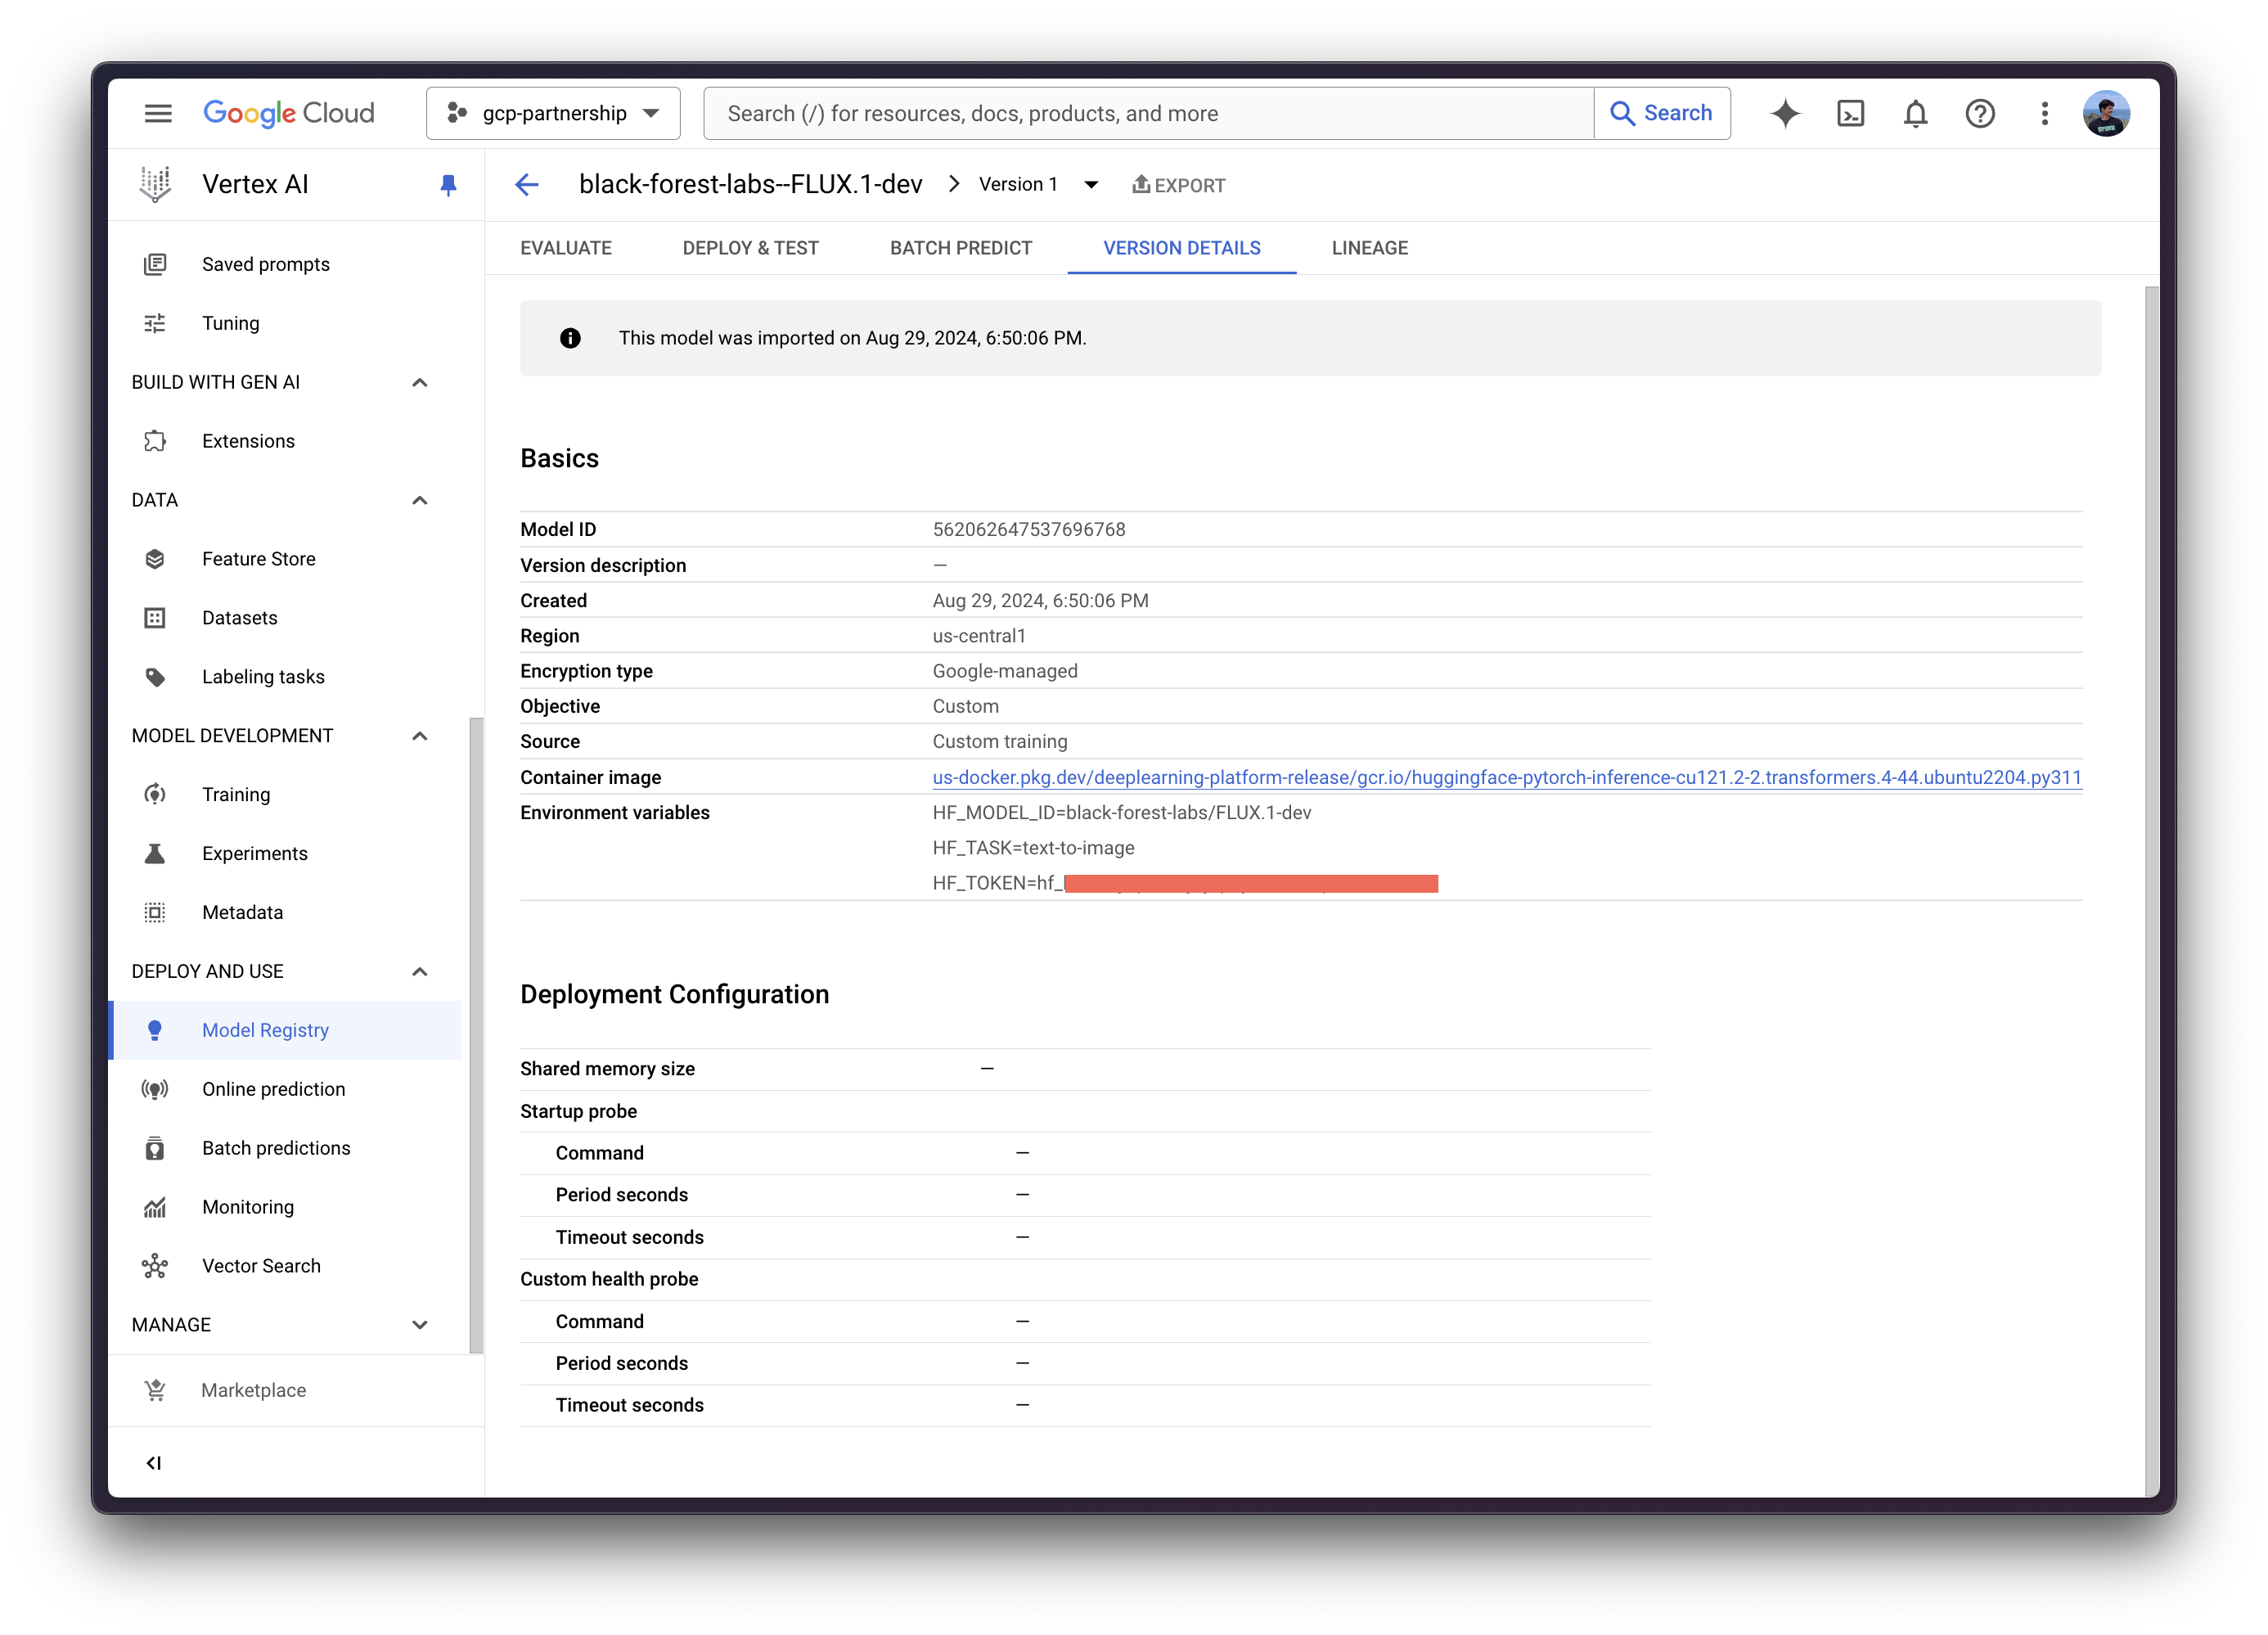 Google Cloud
gcp-partnership
Search (/) for resources, docs, products, and more
Search
Vertex AI
Saved prompts
Tuning
BUILD WITH GEN AI
Extensions
DATA
Feature Store
Datasets
Labeling tasks
MODEL DEVELOPMENT
Training
Experiments
Metadata
DEPLOY AND USE
Model Registry
Online prediction
Batch predictions
Monitoring
Vector Search
MANAGE
Marketplace
black-forest-labs--FLUX.1-dev > Version 1 EXPORT
EVALUATE DEPLOY & TEST BATCH PREDICT VERSION DETAILS LINEAGE
This model was imported on Aug 29, 2024, 6:50:06 PM.
Basics
Model ID 562062647537696768
Version description —
Created Aug 29, 2024, 6:50:06 PM
Region us-central1
Encryption type Google-managed
Objective Custom
Source Custom training
Container image us-docker.pkg.dev/deeplearning-platform-release/gcr.io/huggingface-pytorch-inference-cu121.2-2.transformers.4-44.ubuntu2204.py311
Environment variables HF_MODEL_ID=black-forest-labs/FLUX.1-dev
HF_TASK=text-to-image
HF_TOKEN=hf_
Deployment Configuration
Shared memory size —
Startup probe
Command —
Period seconds —
Timeout seconds —
Custom health probe
Command —
Period seconds —
Timeout seconds —